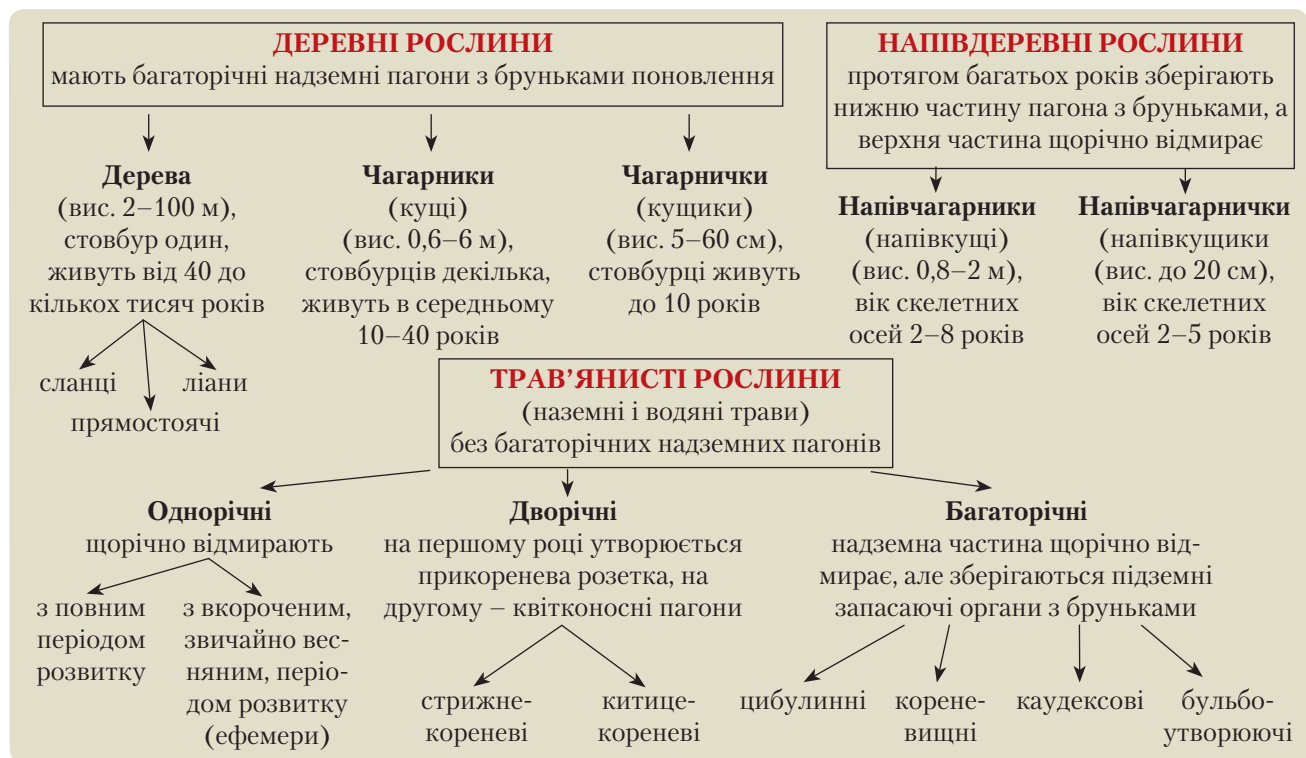 ДЕРЕВНІ РОСЛИНИ
мають багаторічні надземні пагони з бруньками поновлення
НАПІВДЕРЕВНІ РОСЛИНИ
протягом багатьох років зберігають
нижню частину пагона з бруньками, а
верхня частина щорічно відмирає
Дерева
(вис. 2–100 м),
стовбур один,
живуть від 40 до
кількох тисяч років
Чагарники
(кущі)
(вис. 0,6–6 м),
стовбурців декілька,
живуть в середньому
10–40 років
Чагарнички
(кущики)
(вис. 5–60 см),
стовбурці живуть
до 10 років
Напівчагарники
(напівкущі)
(вис. 0,8–2 м),
вік скелетних
осей 2–8 років
Напівчагарнички
(напівкущики
(вис. до 20 см),
вік скелетних
осей 2–5 років
сланці
ліани
прямостоячі
ТРАВ’ЯНИСТІ РОСЛИНИ
(наземні і водяні трави)
без багаторічних надземних пагонів
Однорічні
щорічно відмирають
Дворічні
на першому році утворюється
прикоренева розетка, на
другому – квітконосні пагони
Багаторічні
надземна частина щорічно від-
мирає, але зберігаються підземні
запасаючі органи з бруньками
з повним
періодом
розвитку
з вкороченим,
звичайно вес-
няним, періо-
дом розвитку
(ефемери)
стрижне-
кореневі
китице-
кореневі
цибулинні
корене-
вищні
каудексові
бульбо-
утворюючі